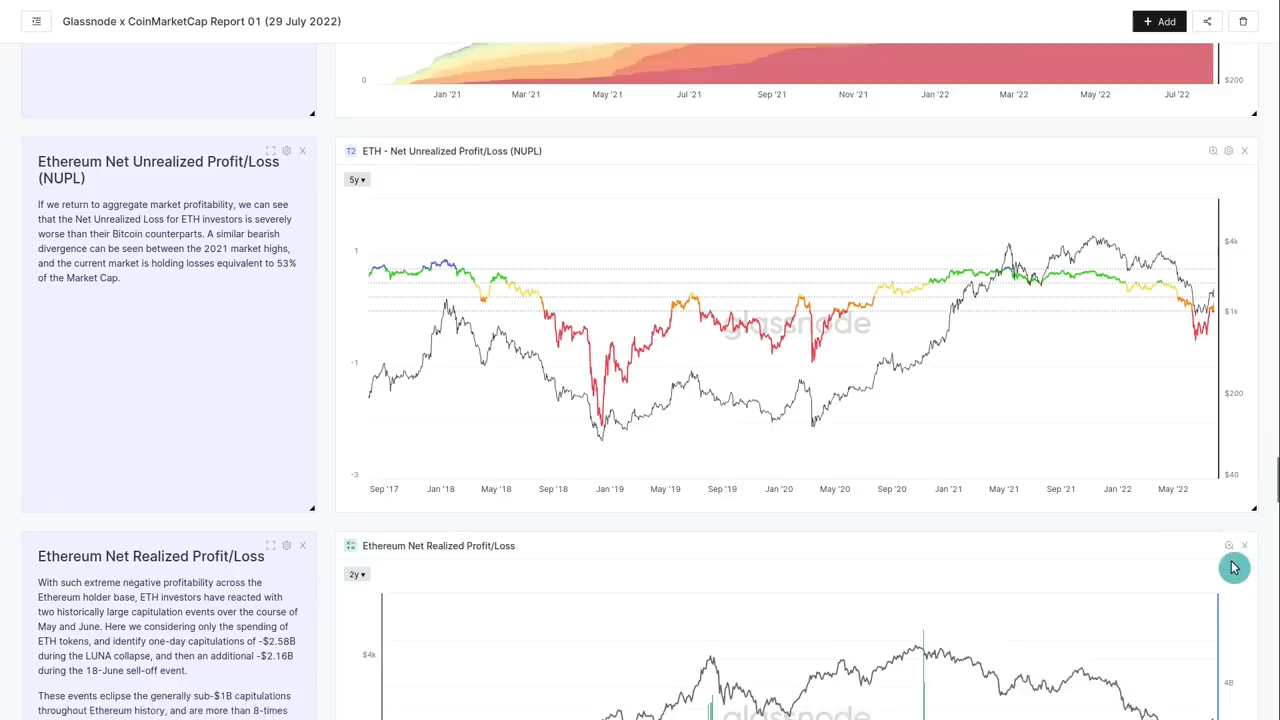 Glassnode x CoinMarketCap Report 01 (29 July 2022)
+ Add
0
$200
Jan '21 Mar '21 May '21 Jul '21 Sep '21 Nov '21 Jan '22 Mar '22 May '22 Jul '22
Ethereum Net Unrealized Profit/Loss
(NUPL)
If we return to aggregate market profitability, we can see
that the Net Unrealized Loss for ETH investors is severely
worse than their Bitcoin counterparts. A similar bearish
divergence can be seen between the 2021 market highs,
and the current market is holding losses equivalent to 53%
of the Market Cap.
T2 ETH - Net Unrealized Profit/Loss (NUPL)
5y ▾
1
-1
-3
$4k
$1k
$200
$40
glassnode
Sep '17 Jan '18 May '18 Sep '18 Jan '19 May '19 Sep '19 Jan '20 May '20 Sep '20 Jan '21 May '21 Sep '21 Jan '22 May '22
Ethereum Net Realized Profit/Loss
With such extreme negative profitability across the
Ethereum holder base, ETH investors have reacted with
two historically large capitulation events over the course of
May and June. Here we considering only the spending of
ETH tokens, and identify one-day capitulations of -$2.58B
during the LUNA collapse, and then an additional -$2.16B
during the 18-June sell-off event.
These events eclipse the generally sub-$1B capitulations
throughout Ethereum history, and are more than 8-times
Ethereum Net Realized Profit/Loss
2y ▾
$4k
4B
glassnode